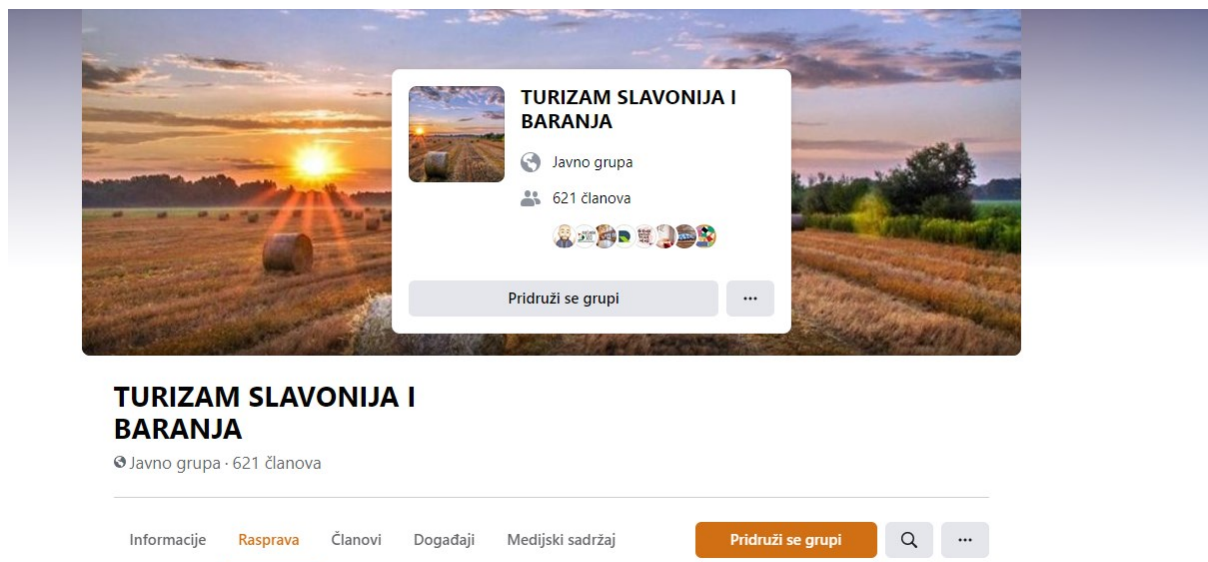 TURIZAM SLAVONIJA I
BARANJA
Javno grupa
621 članova
Pridruži se grupi
TURIZAM SLAVONIJA I
BARANJA
Javno grupa · 621 članova
Informacije Rasprava Članovi Događaji Medijski sadržaj Pridruži se grupi